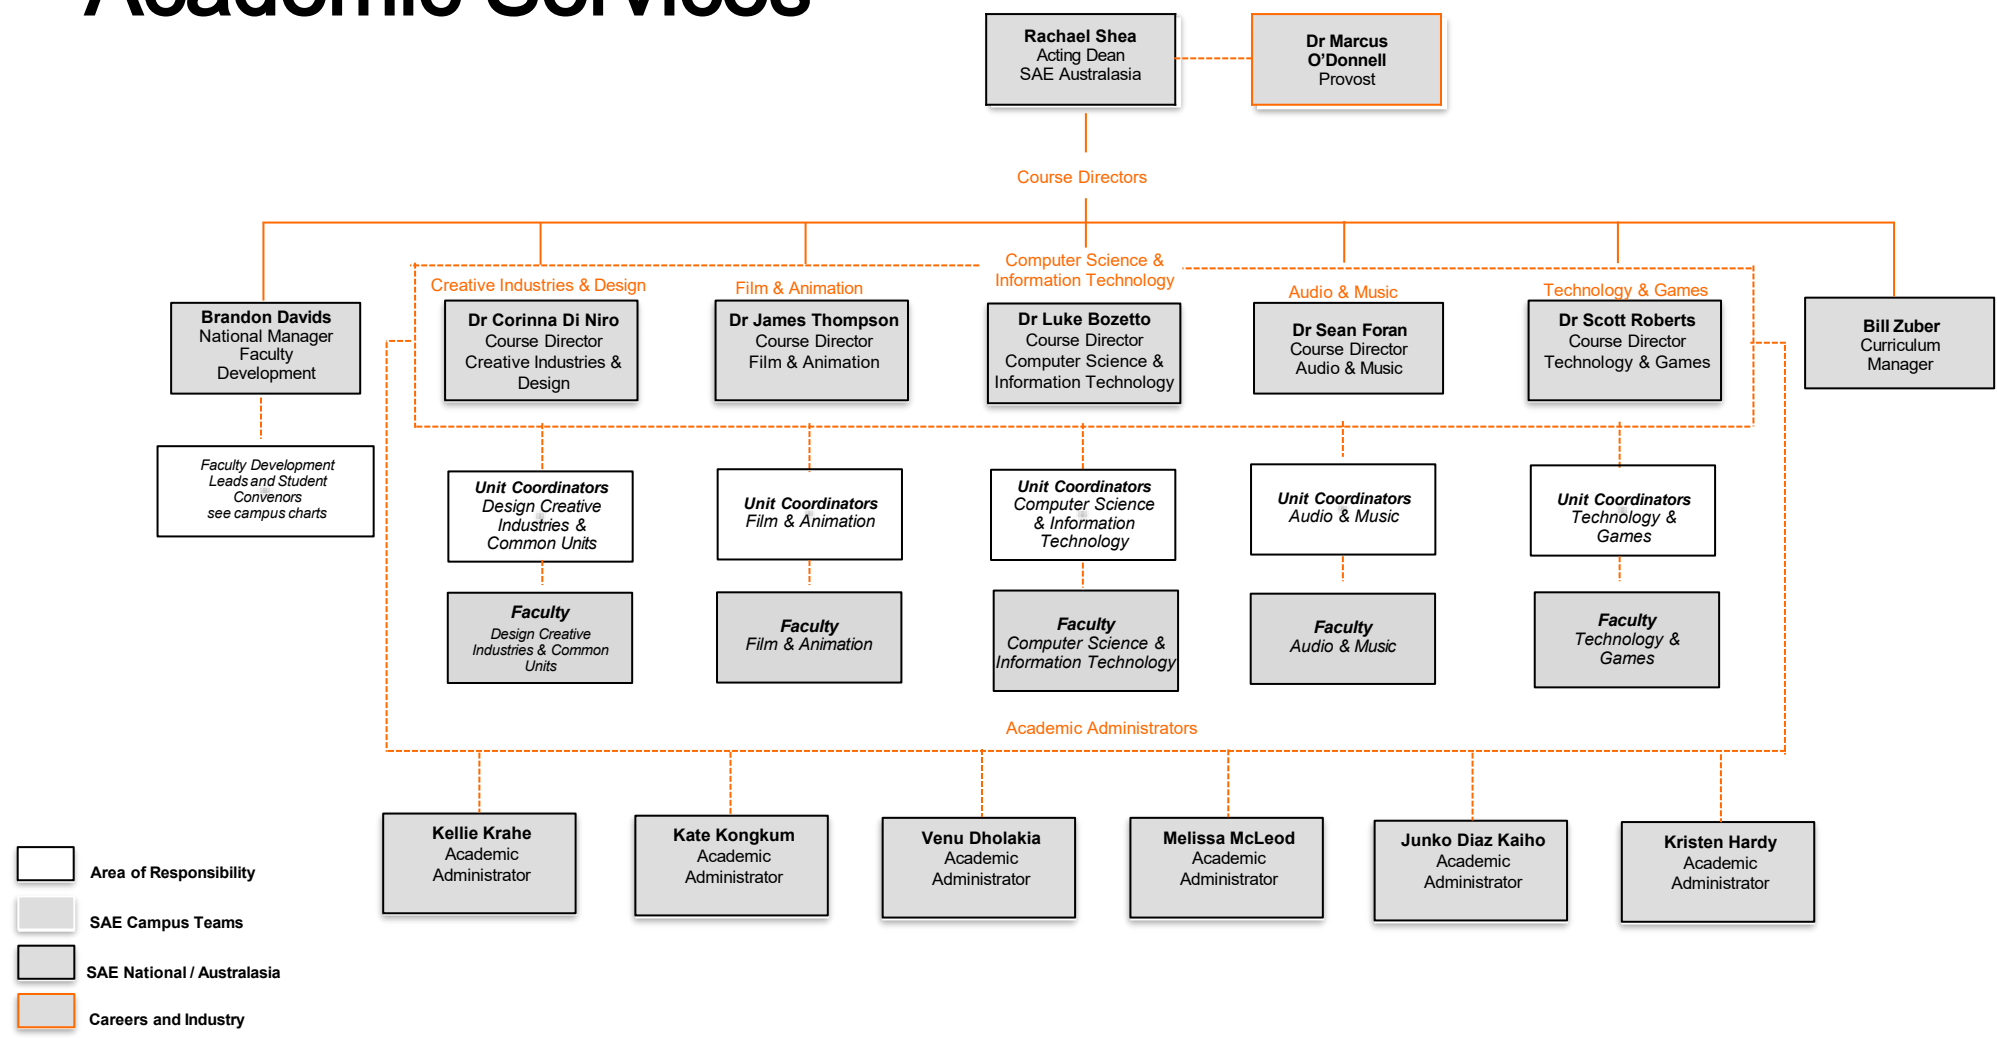 Academic Services
Rachael Shea
Acting Dean
SAE Australasia
Dr Marcus
O'Donnell
Provost
Course Directors
Creative Industries & Design
Film & Animation
Computer Science &
Information Technology
Audio & Music
Technology & Games
Brandon Davids
National Manager
Faculty
Development
Dr Corinna Di Niro
Course Director
Creative Industries &
Design
Dr James Thompson
Course Director
Film & Animation
Dr Luke Bozetto
Course Director
Computer Science &
Information Technology
Dr Sean Foran
Course Director
Audio & Music
Dr Scott Roberts
Course Director
Technology & Games
Bill Zuber
Curriculum
Manager
Faculty Development
Leads and Student
Convenors
see campus charts
Unit Coordinators
Design Creative
Industries &
Common Units
Unit Coordinators
Film & Animation
Unit Coordinators
Computer Science
& Information
Technology
Unit Coordinators
Audio & Music
Unit Coordinators
Technology &
Games
Faculty
Design Creative
Industries & Common
Units
Faculty
Film & Animation
Faculty
Computer Science &
Information Technology
Faculty
Audio & Music
Faculty
Technology &
Games
Academic Administrators
Kellie Krahe
Academic
Administrator
Kate Kongkum
Academic
Administrator
Venu Dholakia
Academic
Administrator
Melissa McLeod
Academic
Administrator
Junko Diaz Kaiho
Academic
Administrator
Kristen Hardy
Academic
Administrator
Area of Responsibility
SAE Campus Teams
SAE National / Australasia
Careers and Industry